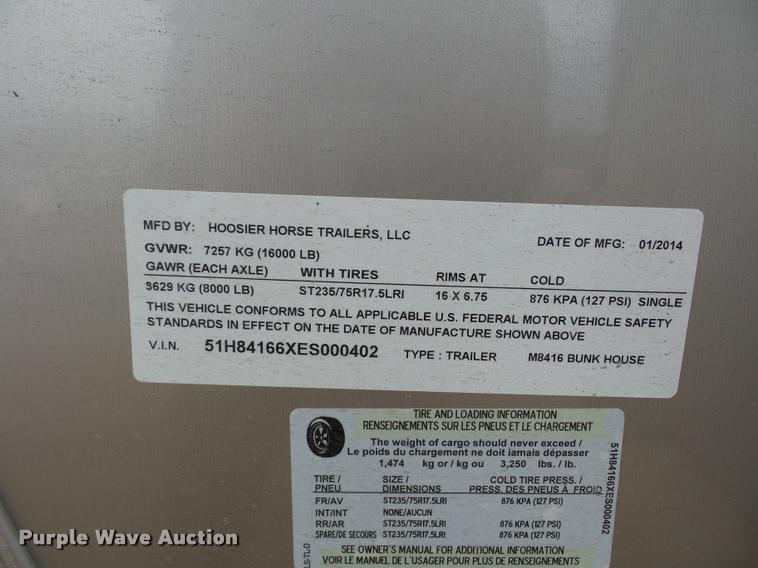 MFD BY: HOOSIER HORSE TRAILERS, LLC DATE OF MFG: 01/2014
GVWR: 7257 KG (16000 LB)
GAWR (EACH AXLE) WITH TIRES RIMS AT COLD
3629 KG (8000 LB) ST235/75R17.5LRI 16 X 6.75 876 KPA (127 PSI) SINGLE
THIS VEHICLE CONFORMS TO ALL APPLICABLE U.S. FEDERAL MOTOR VEHICLE SAFETY
STANDARDS IN EFFECT ON THE DATE OF MANUFACTURE SHOWN ABOVE
V.I.N. 51H84166XES000402 TYPE : TRAILER M8416 BUNK HOUSE
TIRE AND LOADING INFORMATION
RENSEIGNEMENTS SUR LES PNEUS ET LE CHARGEMENT
The weight of cargo should never exceed /
Le poids du chargement ne doit iamais dépasser
1,474 kg or / kg ou 3,250 lbs. / lb.
TIRE / SIZE / COLD TIRE PRESS. /
PNEU DIMENSIONS PRESS. DES PNEUS À FROID
FR/AV ST235/75R17.5LRI 876 KPA (127 PSI)
INT/INT NONE/AUCUN
RR/AR ST235/75R17.5LRI 876 KPA (127 PSI)
SPARE/DE SECOURS ST235/75R17.5LRI 876 KPA (127 PSI)
SEE OWNER'S MANUAL FOR ADDITIONAL INFORMATION
VOIR LE MANUEL DE L'USAGER POUR PLUS DE RENSEIGNEMENTS
51H84166XES000402
LS-TL-D
Purple Wave Auction